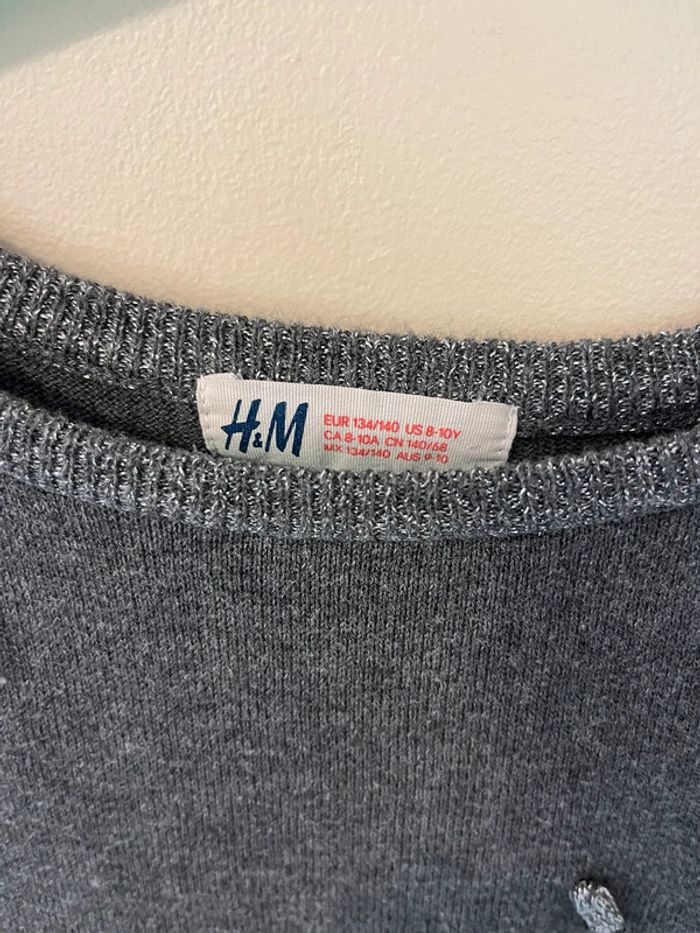 H&M
EUR 134/140 US 8-10Y
CA 8-10A CN 140/68
MX 134/140 AUS 9-10